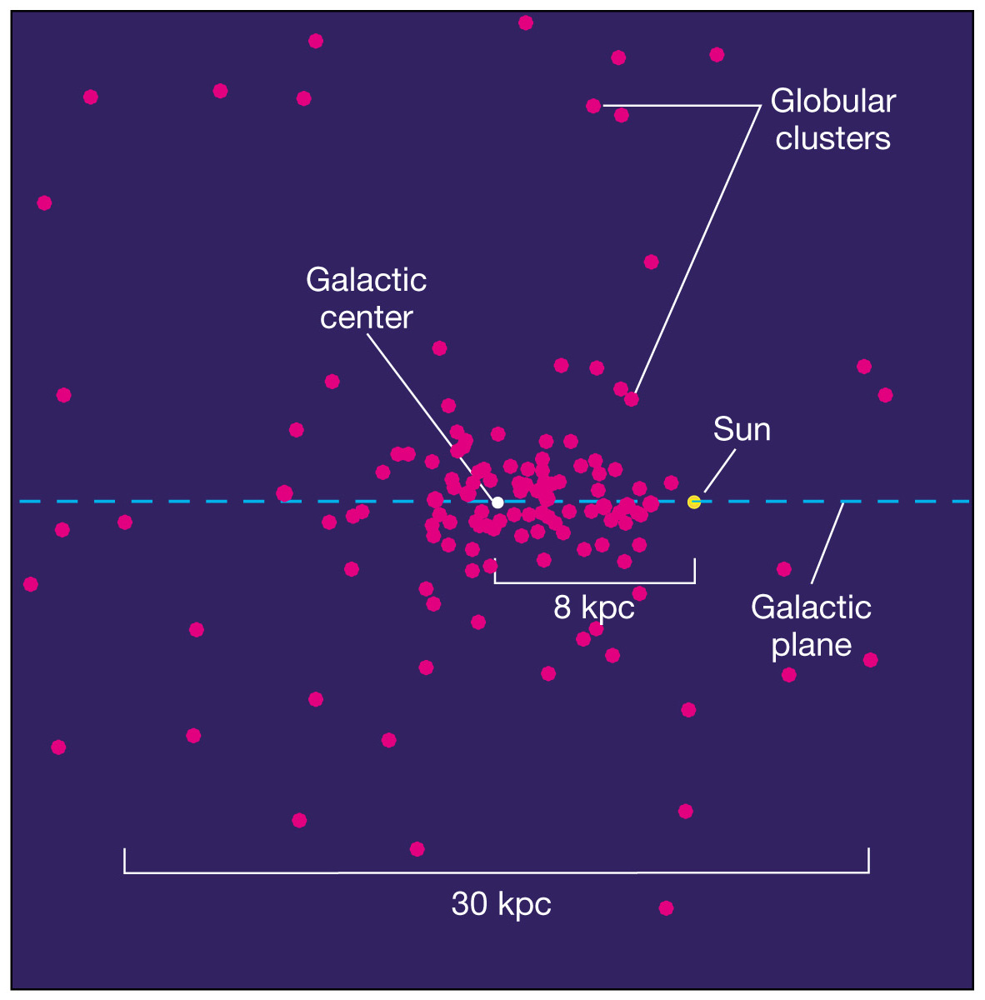 Globular
clusters
Galactic
center
Sun
8 kpc
Galactic
plane
30 kpc